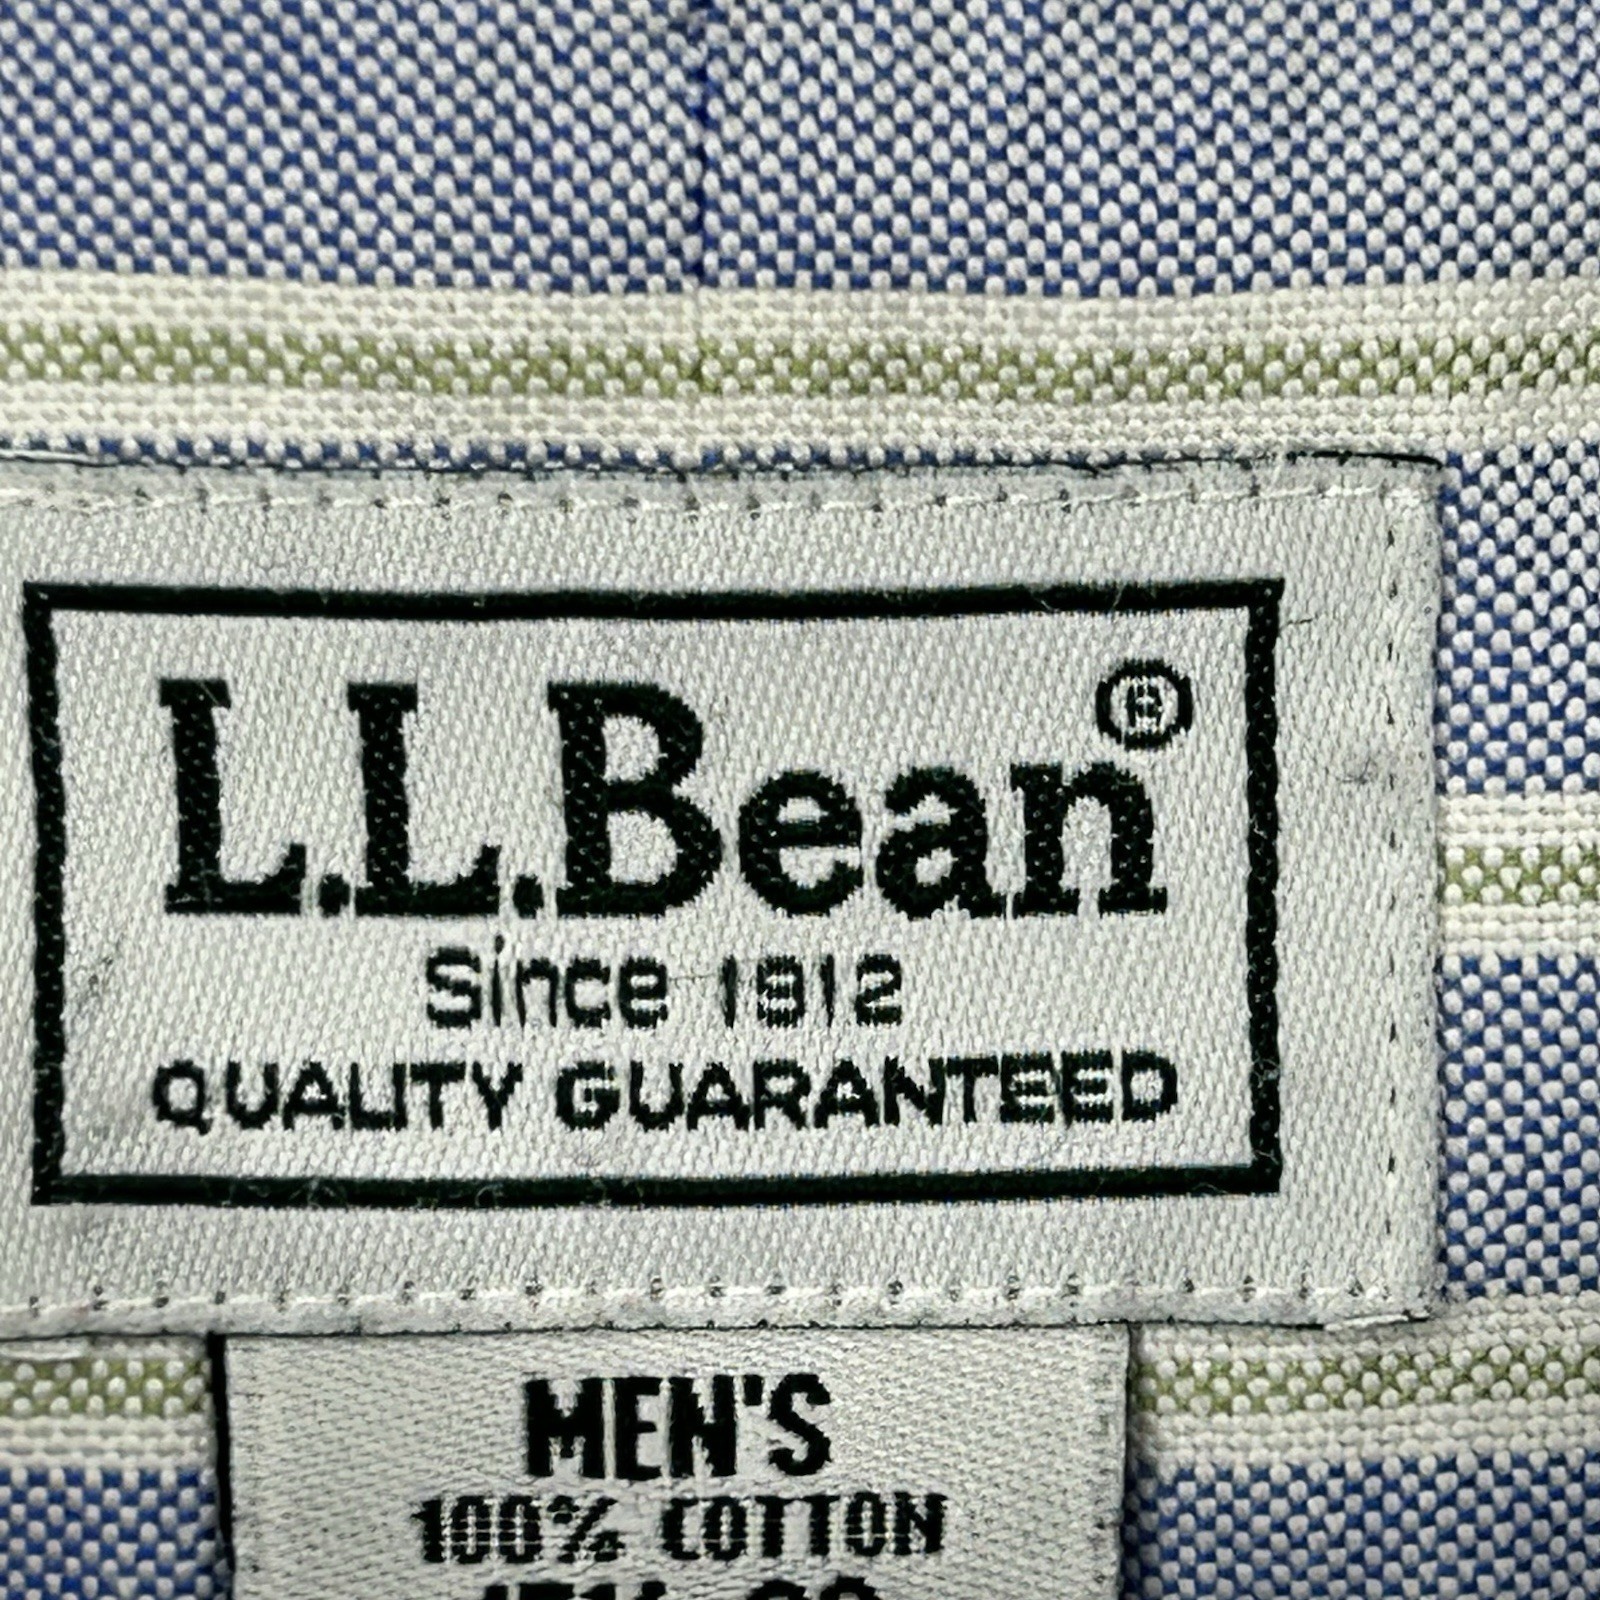 L.L.Bean®
Since 1912
QUALITY GUARANTEED
MEN'S
100% COTTON